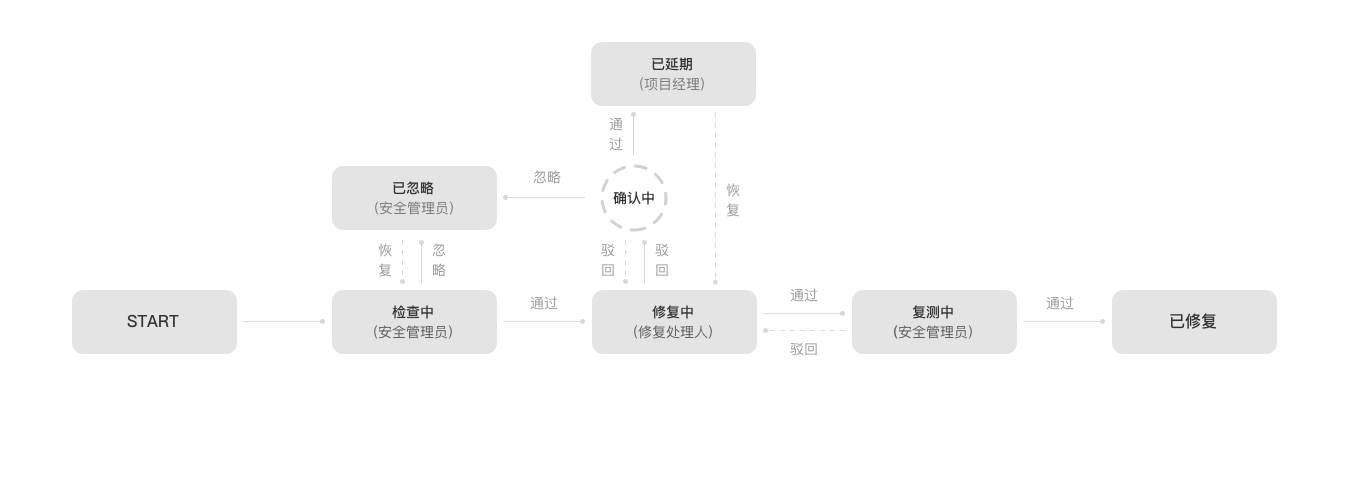 已延期
(项目经理)
通
过
已忽略
(安全管理员)
忽略
确认中
恢
复
恢
复
忽
略
驳
回
驳
回
START
检查中
(安全管理员)
通过
修复中
(修复处理人)
通过
驳回
复测中
(安全管理员)
通过
已修复